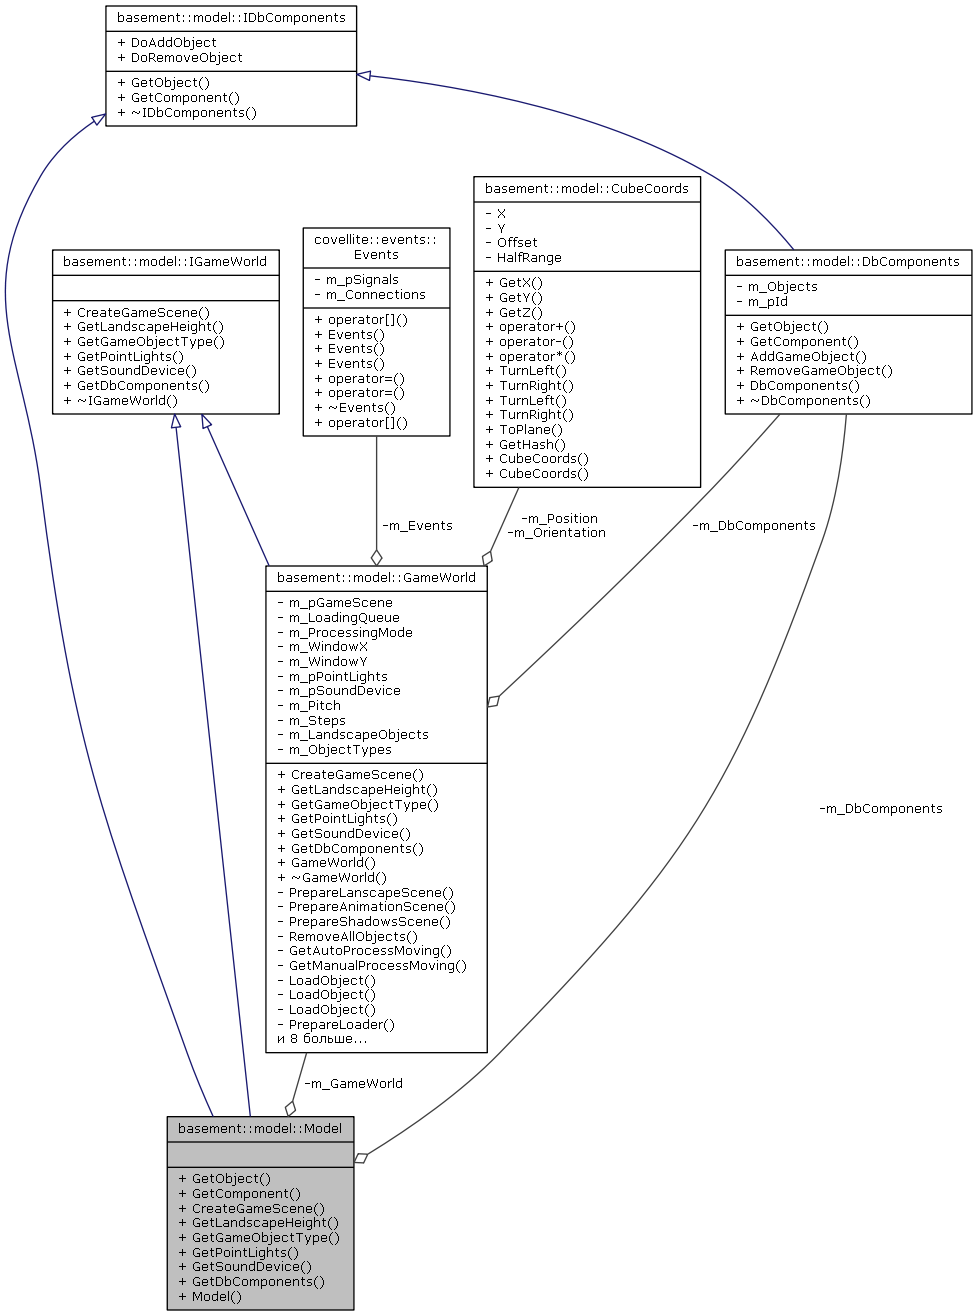 basement::model::IDbComponents
+ DoAddObject
+ DoRemoveObject
+ GetObject()
+ GetComponent()
+ ~IDbComponents()
basement::model::IGameWorld
+ CreateGameScene()
+ GetLandscapeHeight()
+ GetGameObjectType()
+ GetPointLights()
+ GetSoundDevice()
+ GetDbComponents()
+ ~IGameWorld()
covellite::events::
Events
- m_pSignals
- m_Connections
+ operator[]()
+ Events()
+ Events()
+ Events()
+ operator=()
+ operator=()
+ ~Events()
+ operator[]()
basement::model::CubeCoords
- X
- Y
- Offset
- HalfRange
+ GetX()
+ GetY()
+ GetZ()
+ operator+()
+ operator-()
+ operator*()
+ TurnLeft()
+ TurnRight()
+ TurnLeft()
+ TurnRight()
+ ToPlane()
+ GetHash()
+ CubeCoords()
+ CubeCoords()
basement::model::DbComponents
- m_Objects
- m_pId
+ GetObject()
+ GetComponent()
+ AddGameObject()
+ RemoveGameObject()
+ DbComponents()
+ ~DbComponents()
-m_Events
-m_Position
-m_Orientation
-m_DbComponents
basement::model::GameWorld
- m_pGameScene
- m_LoadingQueue
- m_ProcessingMode
- m_WindowX
- m_WindowY
- m_pPointLights
- m_pSoundDevice
- m_Pitch
- m_Steps
- m_LandscapeObjects
- m_ObjectTypes
+ CreateGameScene()
+ GetLandscapeHeight()
+ GetGameObjectType()
+ GetPointLights()
+ GetSoundDevice()
+ GetDbComponents()
+ GameWorld()
+ ~GameWorld()
- PrepareLanscapeScene()
- PrepareAnimationScene()
- PrepareShadowsScene()
- RemoveAllObjects()
- GetAutoProcessMoving()
- GetManualProcessMoving()
- LoadObject()
- LoadObject()
- LoadObject()
- PrepareLoader()
и 8 больше...
-m_DbComponents
-m_GameWorld
basement::model::Model
+ GetObject()
+ GetComponent()
+ CreateGameScene()
+ GetLandscapeHeight()
+ GetGameObjectType()
+ GetPointLights()
+ GetSoundDevice()
+ GetDbComponents()
+ Model()